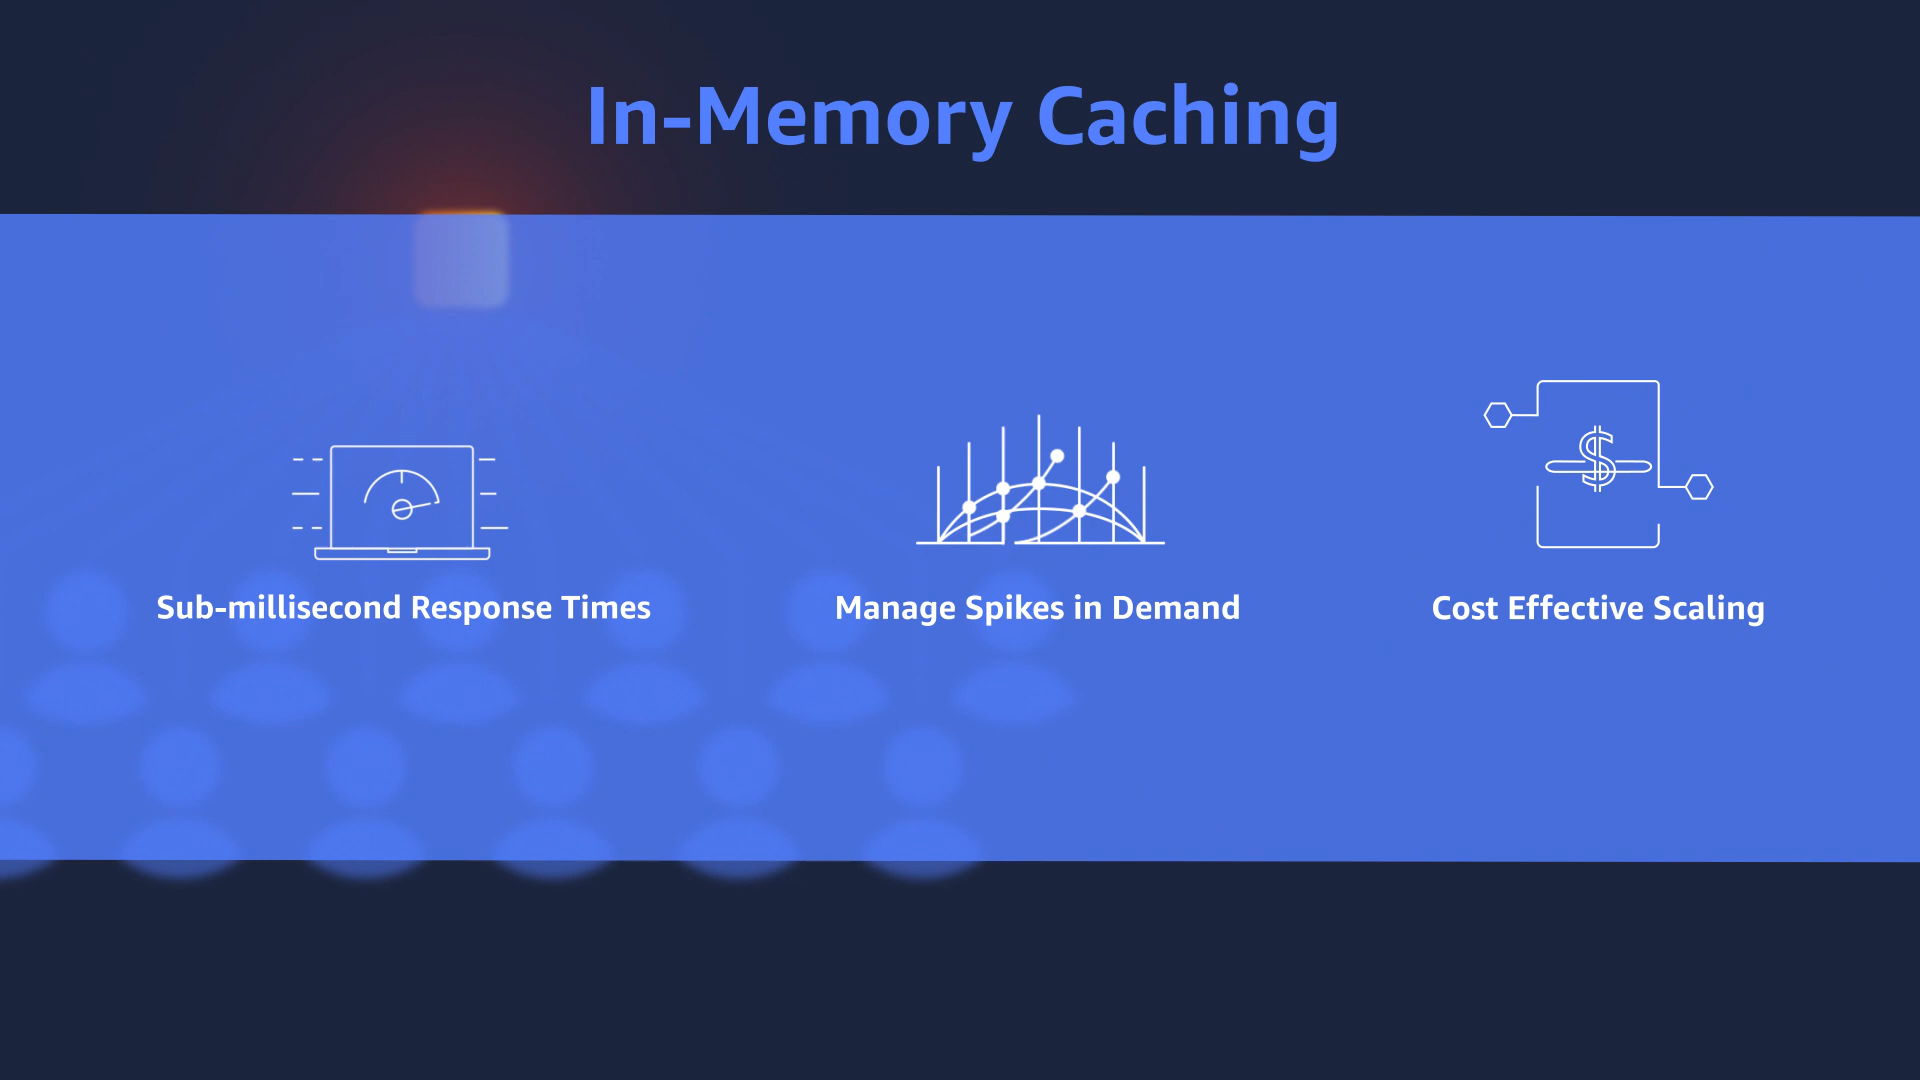 In-Memory Caching
Sub-millisecond Response Times
Manage Spikes in Demand
$
Cost Effective Scaling